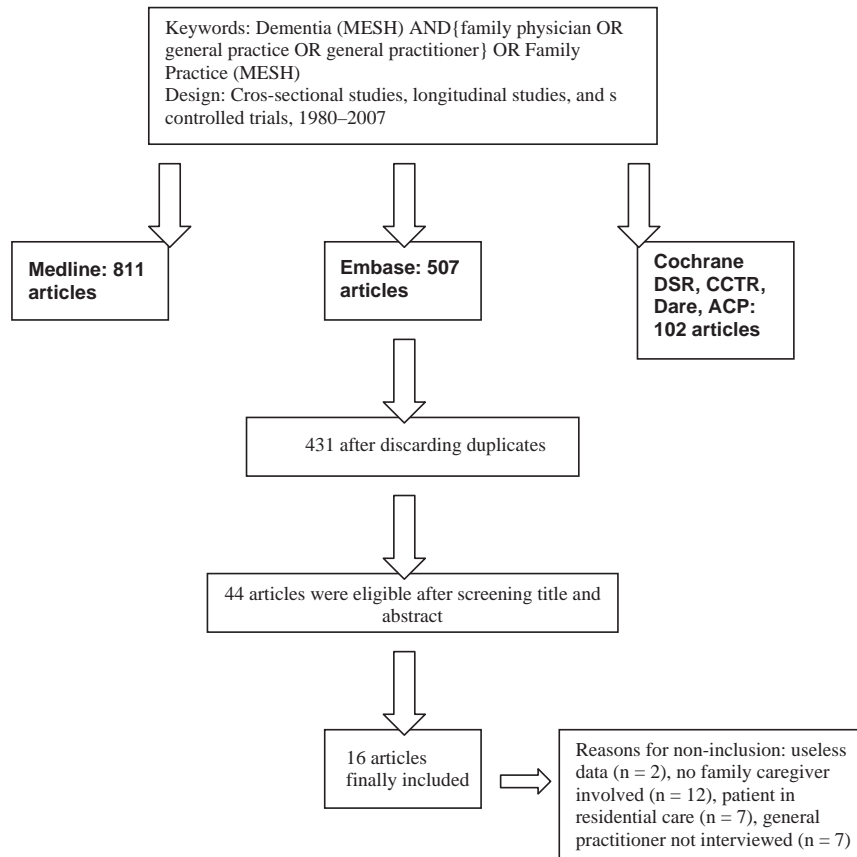 Keywords: Dementia (MESH) AND{family physician OR
general practice OR general practitioner} OR Family
Practice (MESH)
Design: Cros-sectional studies, longitudinal studies, and s
controlled trials, 1980–2007
Medline: 811
articles
Embase: 507
articles
Cochrane
DSR, CCTR,
Dare, ACP:
102 articles
431 after discarding duplicates
44 articles were eligible after screening title and
abstract
16 articles
finally included
Reasons for non-inclusion: useless
data (n = 2), no family caregiver
involved (n = 12), patient in
residential care (n = 7), general
practitioner not interviewed (n = 7)